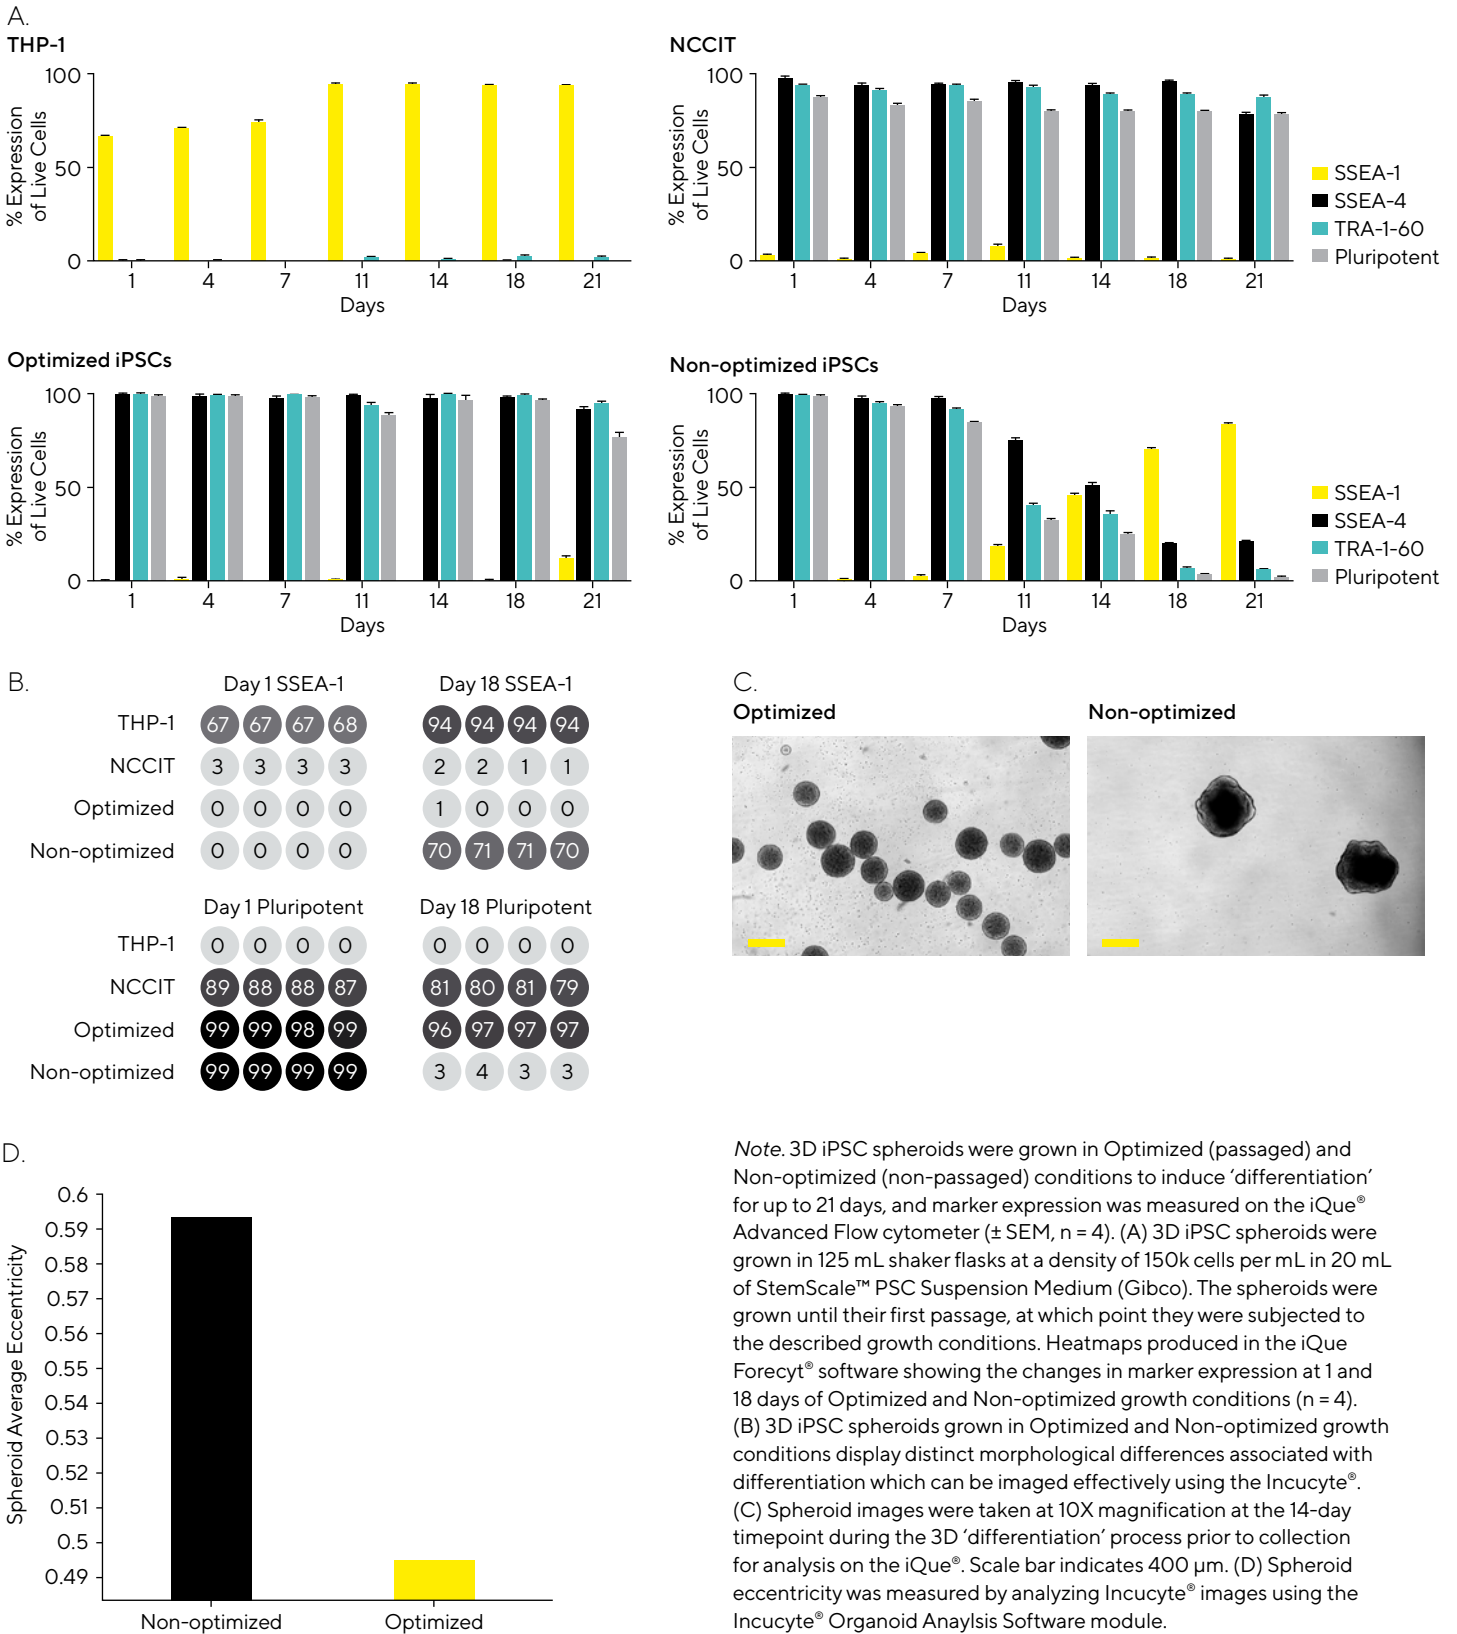 A.
THP-1
% Expression
of Live Cells
100
50
0
1 4 7 11 14 18 21
Days
NCCIT
% Expression
of Live Cells
100
50
0
1 4 7 11 14 18 21
Days
SSEA-1
SSEA-4
TRA-1-60
Pluripotent
Optimized iPSCs
% Expression
of Live Cells
100
50
0
1 4 7 11 14 18 21
Days
Non-optimized iPSCs
% Expression
of Live Cells
100
50
0
1 4 7 11 14 18 21
Days
SSEA-1
SSEA-4
TRA-1-60
Pluripotent
B.
Day 1 SSEA-1 Day 18 SSEA-1
THP-1 67 67 67 68 94 94 94 94
NCCIT 3 3 3 3 2 2 1 1
Optimized 0 0 0 0 1 0 0 0
Non-optimized 0 0 0 0 70 71 71 70
Day 1 Pluripotent Day 18 Pluripotent
THP-1 0 0 0 0 0 0 0 0
NCCIT 89 88 88 87 81 80 81 79
Optimized 99 99 98 99 96 97 97 97
Non-optimized 99 99 99 99 3 4 3 3
C.
Optimized Non-optimized
D.
Spheroid Average Eccentricity
0.6
0.59
0.58
0.57
0.56
0.55
0.54
0.53
0.52
0.51
0.5
0.49
Non-optimized Optimized
Note. 3D iPSC spheroids were grown in Optimized (passaged) and
Non-optimized (non-passaged) conditions to induce ‘differentiation’
for up to 21 days, and marker expression was measured on the iQue®
Advanced Flow cytometer (± SEM, n = 4). (A) 3D iPSC spheroids were
grown in 125 mL shaker flasks at a density of 150k cells per mL in 20 mL
of StemScale™ PSC Suspension Medium (Gibco). The spheroids were
grown until their first passage, at which point they were subjected to
the described growth conditions. Heatmaps produced in the iQue
Forecyt® software showing the changes in marker expression at 1 and
18 days of Optimized and Non-optimized growth conditions (n = 4).
(B) 3D iPSC spheroids grown in Optimized and Non-optimized growth
conditions display distinct morphological differences associated with
differentiation which can be imaged effectively using the Incucyte®.
(C) Spheroid images were taken at 10X magnification at the 14-day
timepoint during the 3D ‘differentiation’ process prior to collection
for analysis on the iQue®. Scale bar indicates 400 µm. (D) Spheroid
eccentricity was measured by analyzing Incucyte® images using the
Incucyte® Organoid Anaylsis Software module.